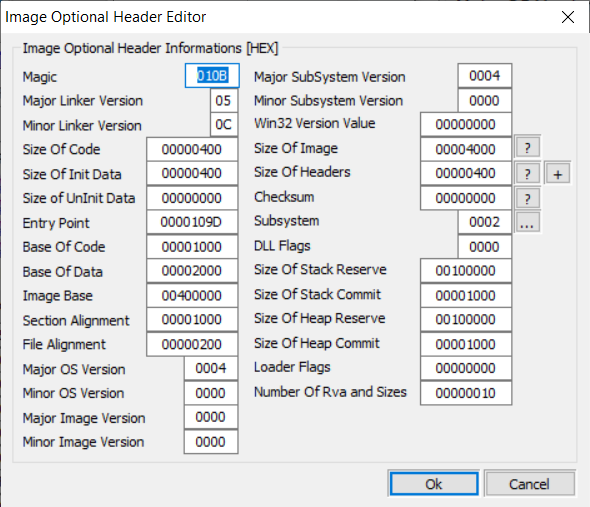 Image Optional Header Editor
Image Optional Header Informations [HEX]
Magic 010B
Major Linker Version 05
Minor Linker Version 0C
Size Of Code 00000400
Size Of Init Data 00000400
Size of UnInit Data 00000000
Entry Point 0000109D
Base Of Code 00001000
Base Of Data 00002000
Image Base 00400000
Section Alignment 00001000
File Alignment 00000200
Major OS Version 0004
Minor OS Version 0000
Major Image Version 0000
Minor Image Version 0000
Major SubSystem Version 0004
Minor Subsystem Version 0000
Win32 Version Value 00000000
Size Of Image 00004000 ?
Size Of Headers 00000400 ? +
Checksum 00000000 ?
Subsystem 0002 ...
DLL Flags 0000
Size Of Stack Reserve 00100000
Size Of Stack Commit 00001000
Size Of Heap Reserve 00100000
Size Of Heap Commit 00001000
Loader Flags 00000000
Number Of Rva and Sizes 00000010
Ok Cancel